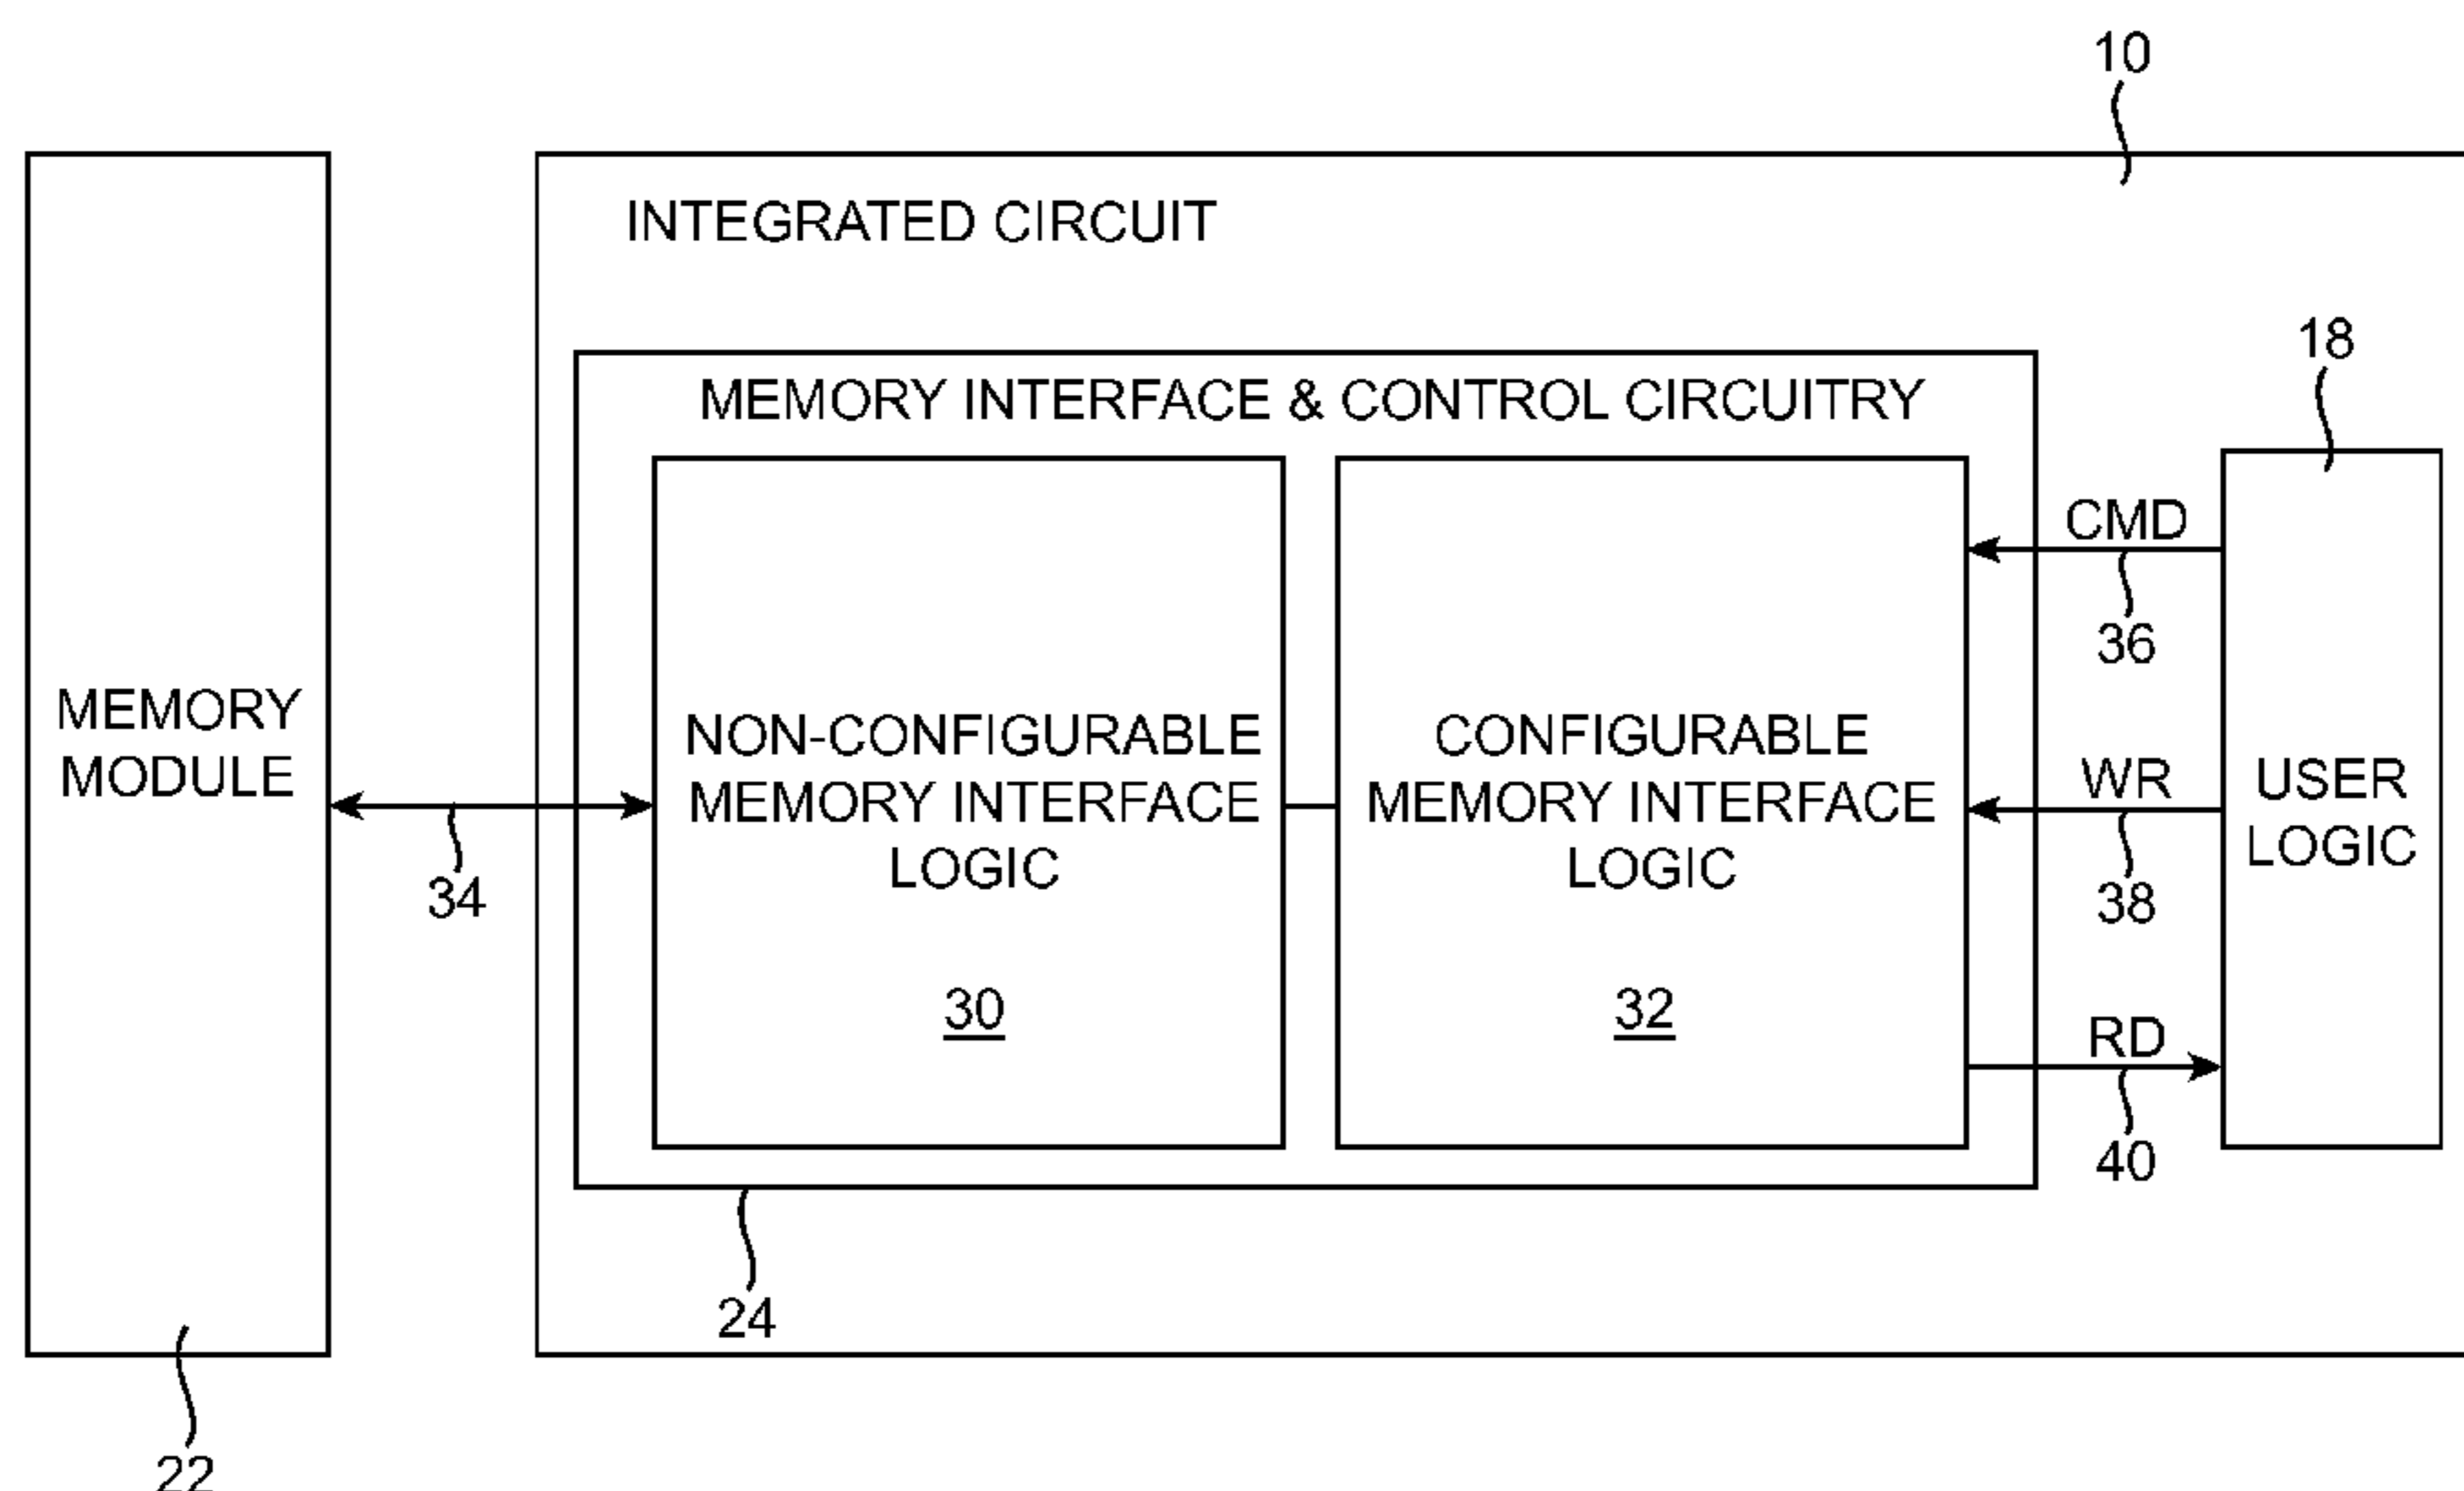 10
INTEGRATED CIRCUIT
18
MEMORY INTERFACE & CONTROL CIRCUITRY
CMD
36
MEMORY
MODULE
34
NON-CONFIGURABLE
MEMORY INTERFACE
LOGIC
30
CONFIGURABLE
MEMORY INTERFACE
LOGIC
32
WR
38
USER
LOGIC
RD
40
24
22